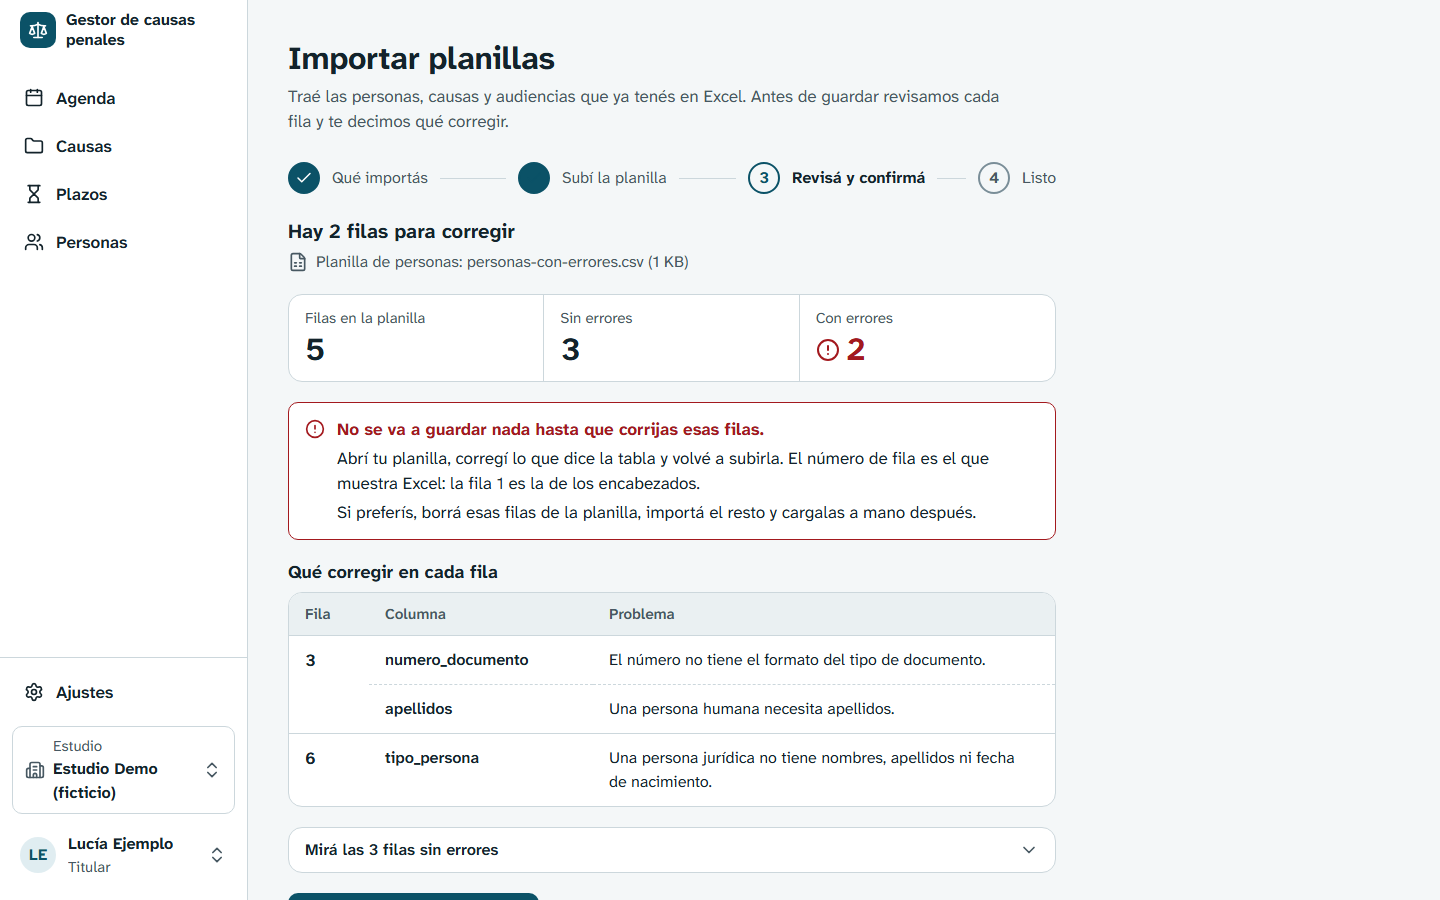 Gestor de causas
penales
Agenda
Causas
Plazos
Personas
Ajustes
Estudio
Estudio Demo
(ficticio)
LE
Lucía Ejemplo
Titular
Importar planillas
Traé las personas, causas y audiencias que ya tenés en Excel. Antes de guardar revisamos cada
fila y te decimos qué corregir.
Qué importás
Subí la planilla
3 Revisá y confirmá
4 Listo
Hay 2 filas para corregir
Planilla de personas: personas-con-errores.csv (1 KB)
Filas en la planilla
5
Sin errores
3
Con errores
2
No se va a guardar nada hasta que corrijas esas filas.
Abrí tu planilla, corregí lo que dice la tabla y volvé a subirla. El número de fila es el que
muestra Excel: la fila 1 es la de los encabezados.
Si preferís, borrá esas filas de la planilla, importá el resto y cargalas a mano después.
Qué corregir en cada fila
Fila Columna Problema
3 numero_documento El número no tiene el formato del tipo de documento.
apellidos Una persona humana necesita apellidos.
6 tipo_persona Una persona jurídica no tiene nombres, apellidos ni fecha
de nacimiento.
Mirá las 3 filas sin errores